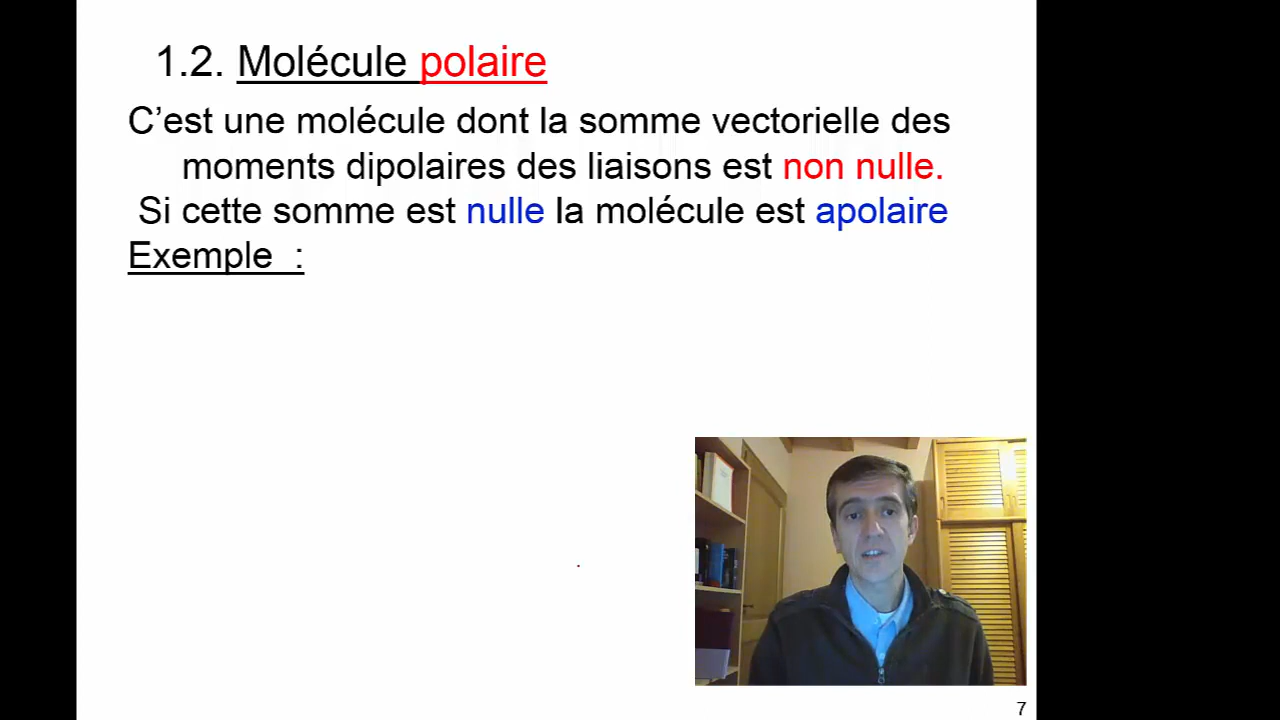 1.2. Molécule polaire
C’est une molécule dont la somme vectorielle des
moments dipolaires des liaisons est non nulle.
Si cette somme est nulle la molécule est apolaire
Exemple :
7